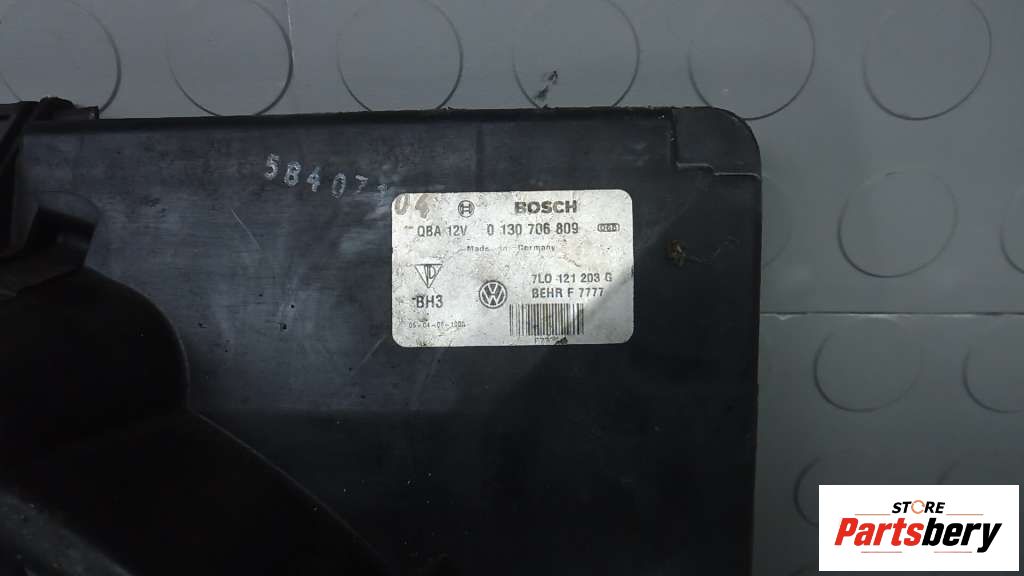 5B407
04
BOSCH
QBA 12V 0 130 706 809
Made in Germany
7L0 121 203 G
BEHR F 7777
BH3
STORE
Partsbery